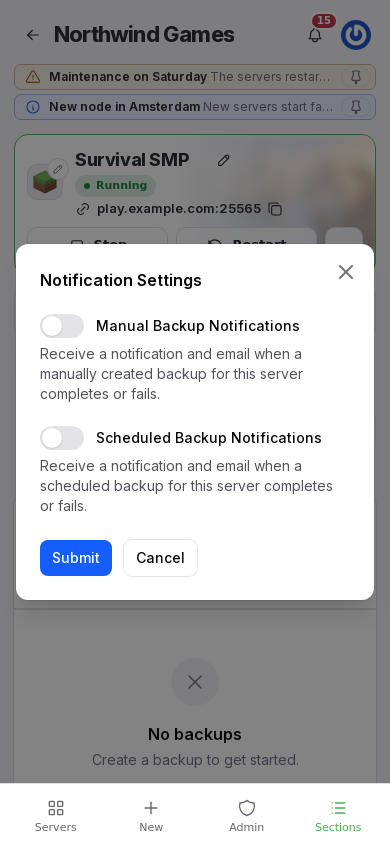 Northwind Games
15
Maintenance on Saturday The servers restar...
New node in Amsterdam New servers start fa...
Survival SMP
Running
play.example.com:25565
Stop
Restart
Notification Settings
Manual Backup Notifications
Receive a notification and email when a
manually created backup for this server
completes or fails.
Scheduled Backup Notifications
Receive a notification and email when a
scheduled backup for this server completes
or fails.
Submit
Cancel
No backups
Create a backup to get started.
Servers
New
Admin
Sections